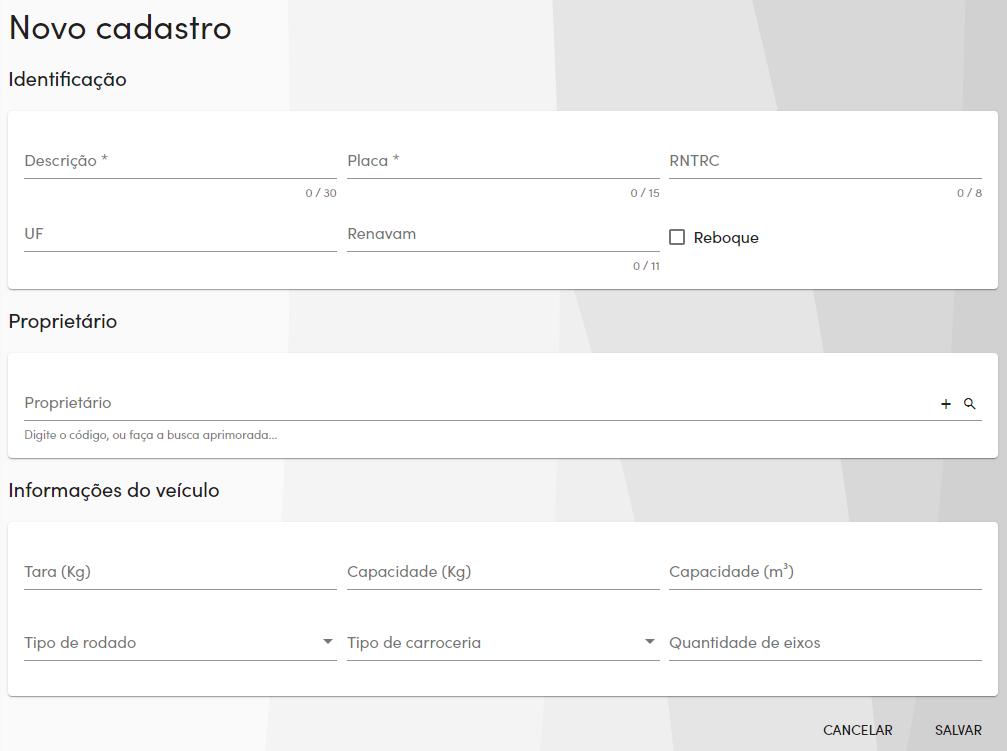 Novo cadastro
Identificação
Descrição * Placa * RNTRC
0 / 30 0 / 15 0 / 8
UF Renavam Reboque
0 / 11
Proprietário
Proprietário
Digite o código, ou faça a busca aprimorada...
Informações do veículo
Tara (Kg) Capacidade (Kg) Capacidade (m³)
Tipo de rodado Tipo de carroceria Quantidade de eixos
CANCELAR SALVAR